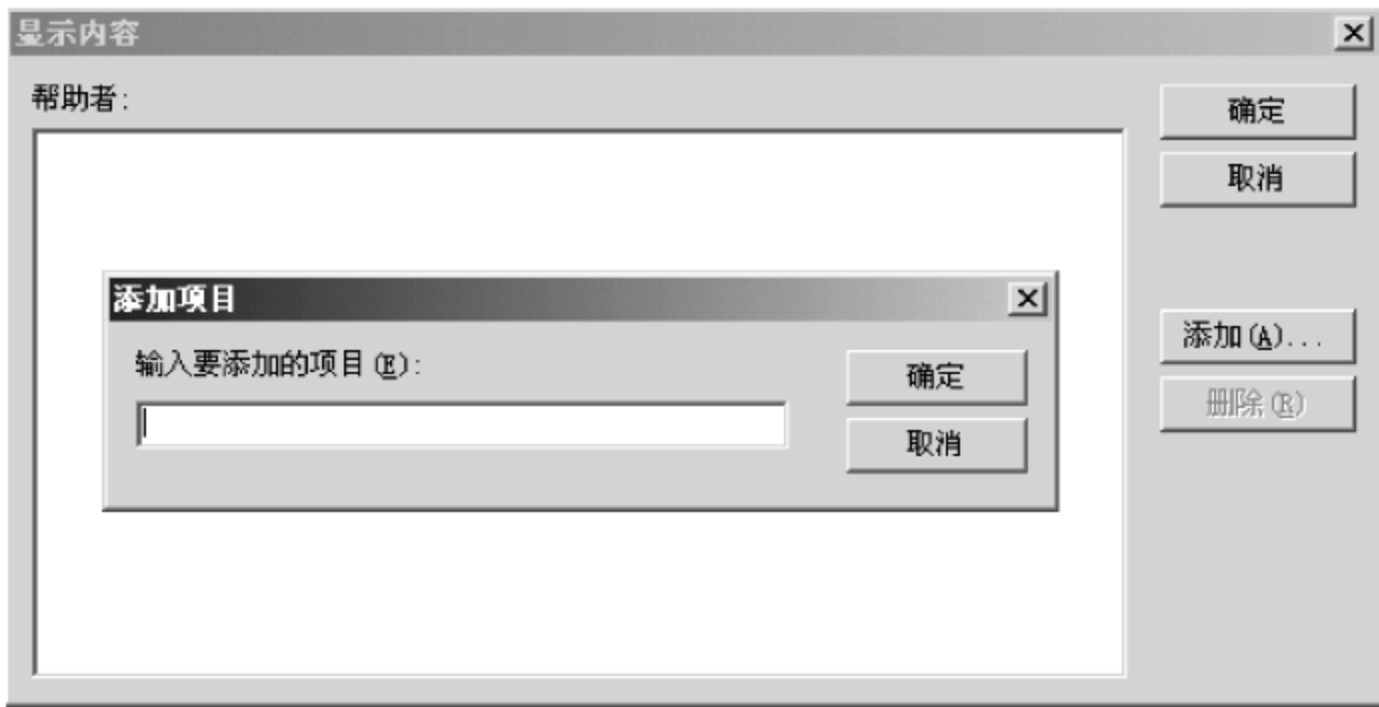 显示内容
帮助者:
确定
取消
添加项目
输入要添加的项目(E):
确定
取消
添加(A)...
删除(R)